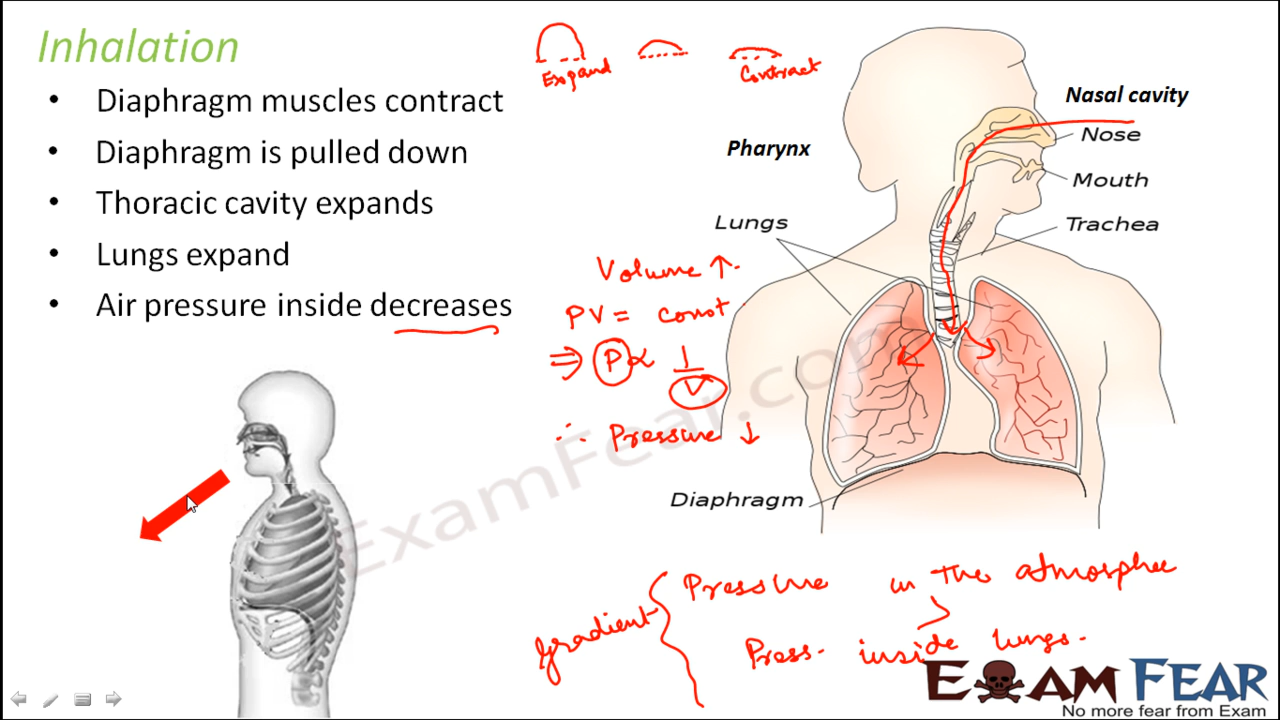 Inhalation
• Diaphragm muscles contract
• Diaphragm is pulled down
• Thoracic cavity expands
• Lungs expand
• Air pressure inside decreases
Expand
Contract
Nasal cavity
Nose
Pharynx
Mouth
Trachea
Lungs
Volume ↑.
PV = const
⇒ P ∝ 1/V
∴ Pressure ↓
Diaphragm
ExamFear.com
gradient { Pressure in the atmosphere
>
Press. inside lungs.
EXAM FEAR
No more fear from Exam